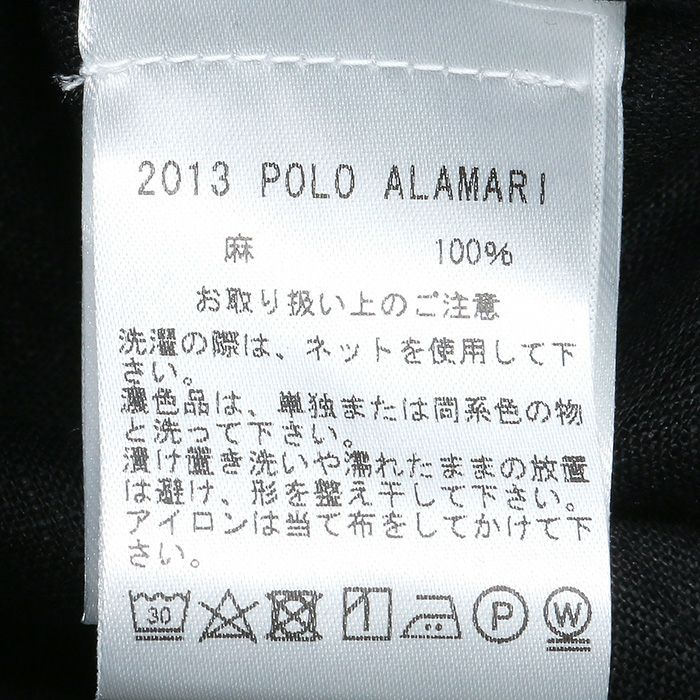 2013 POLO ALAMARI
麻 100%
お取り扱い上のご注意
洗濯の際は、ネットを使用して下
さい。
濃色品は、単独または同系色の物
と洗って下さい。
漬け置き洗いや濡れたままの放置
は避け、形を整え干して下さい。
アイロンは当て布をしてかけて下
さい。
30 P W